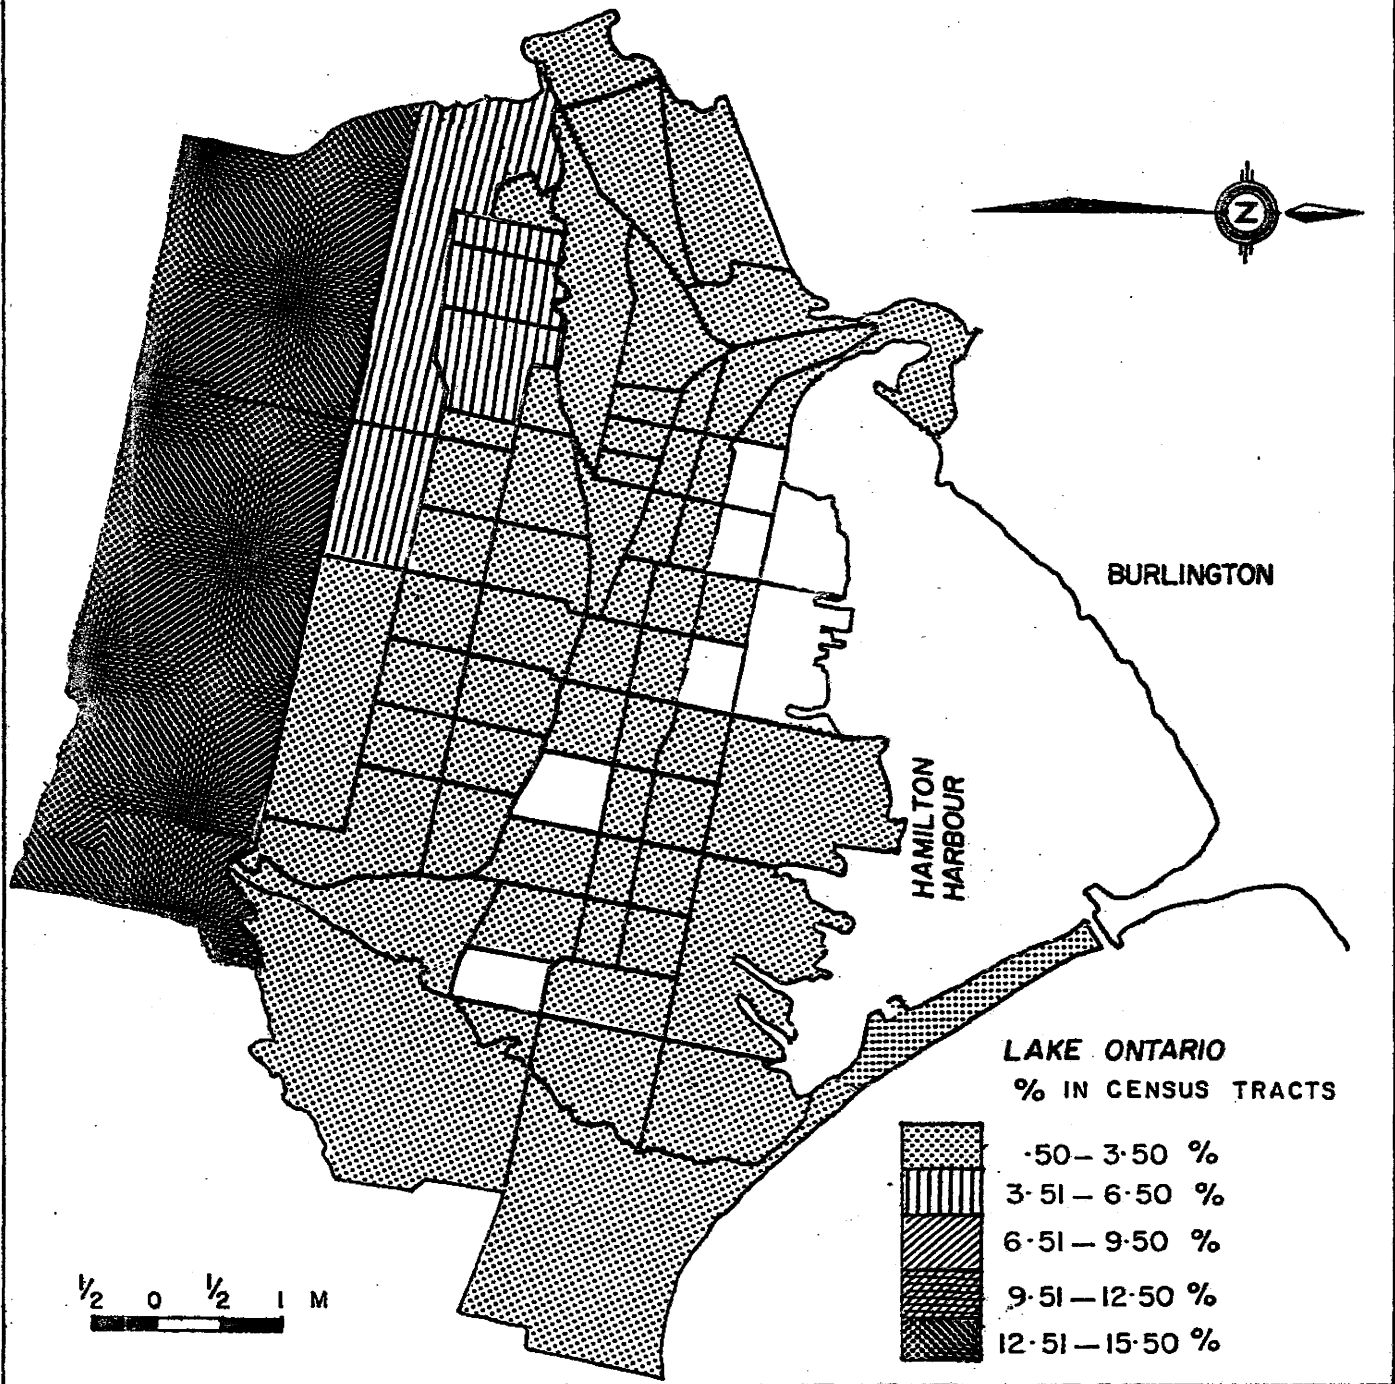 N
BURLINGTON
HAMILTON
HARBOUR
LAKE ONTARIO
% IN CENSUS TRACTS
·50 – 3·50 %
3·51 – 6·50 %
6·51 – 9·50 %
9·51 – 12·50 %
12·51 – 15·50 %
½ 0 ½ 1 M